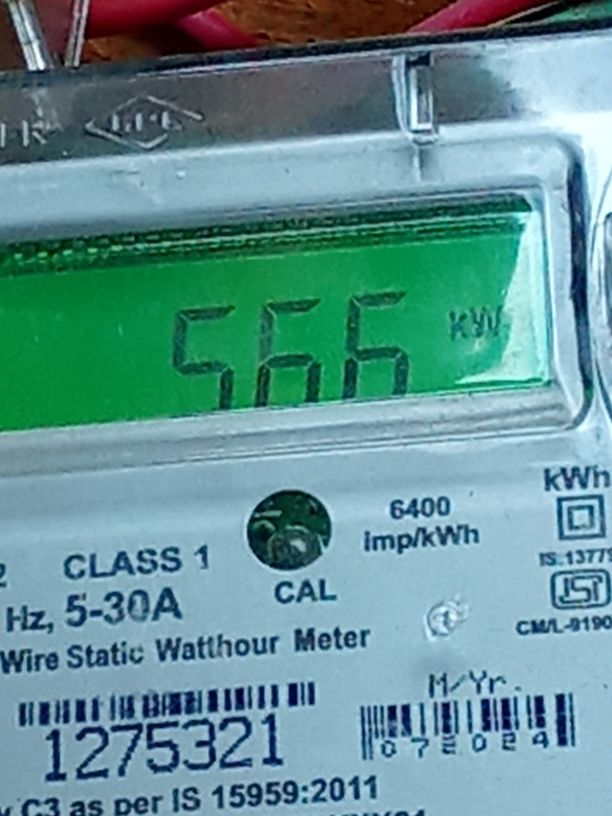 566 kW
kWh
6400
imp/kWh
CLASS 1
Hz, 5-30A
CAL
Wire Static Watthour Meter
M/Yr.
1275321
072024
C3 as per IS 15959:2011